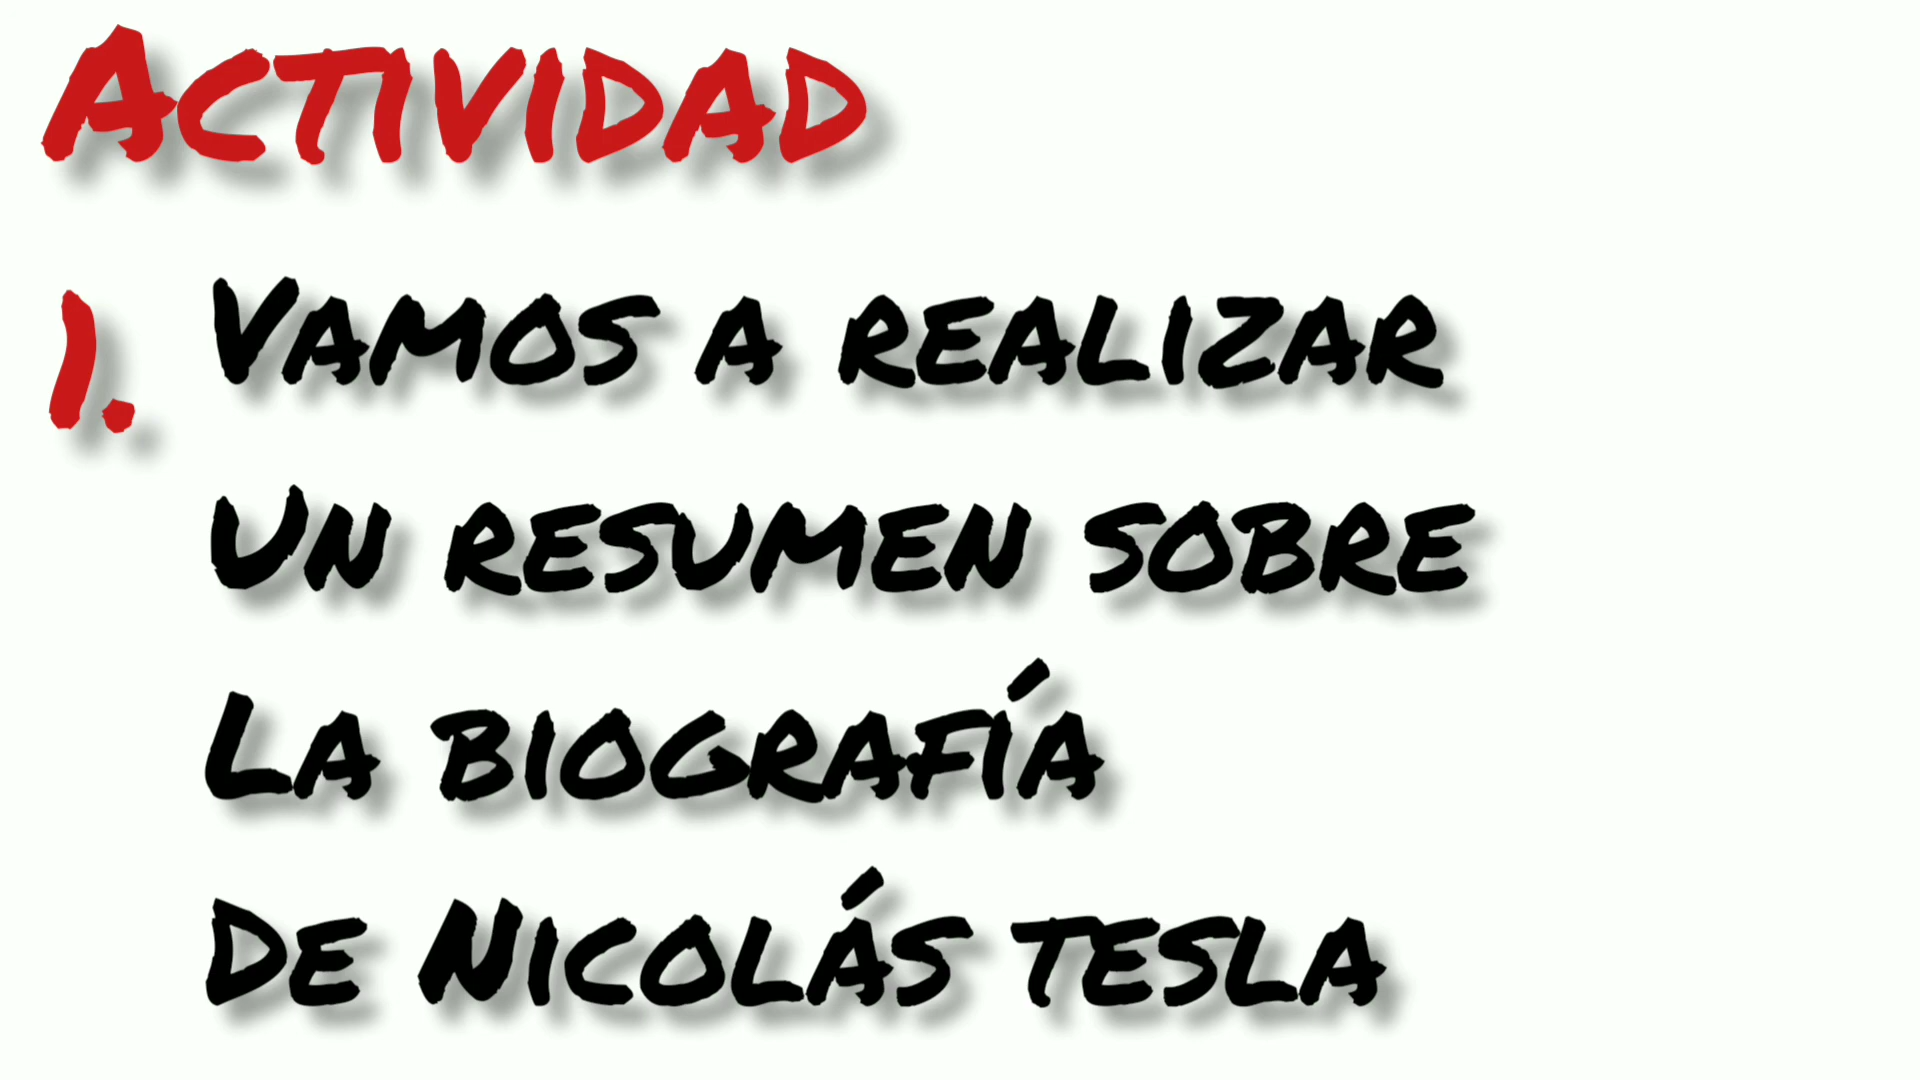 Actividad
1. Vamos a realizar
Un resumen sobre
La biografía
De Nicolás tesla